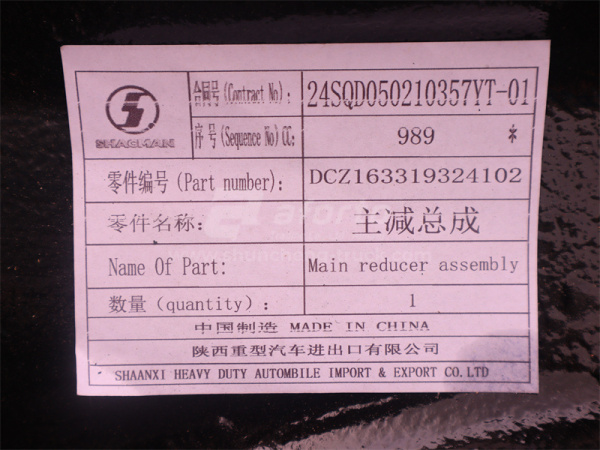 SHACMAN
合同号(Contract No): 24SQD050210357YT-01
序号(Sequence No)CC: 989 *
零件编号(Part number): DCZ163319324102
零件名称: 主减总成
Name Of Part: Main reducer assembly
数量(quantity): 1
中国制造 MADE IN CHINA
陕西重型汽车进出口有限公司
SHAANXI HEAVY DUTY AUTOMBILE IMPORT & EXPORT CO.LTD